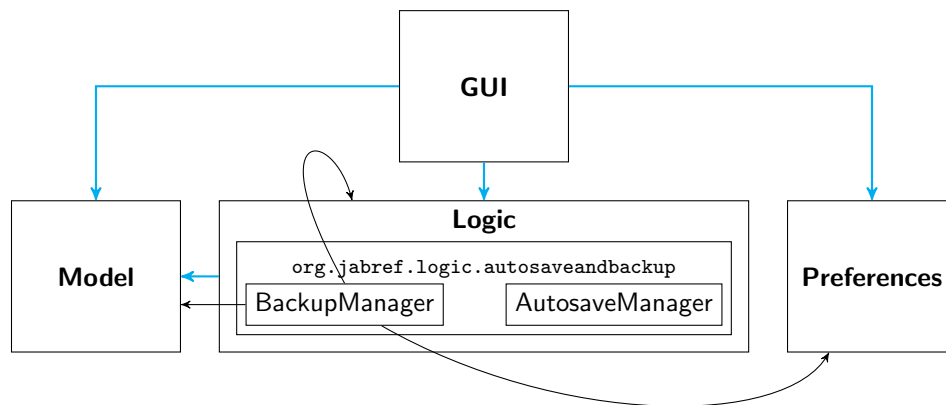 GUI
Logic
Model
org.jabref.logic.autosaveandbackup
Preferences
BackupManager
AutosaveManager